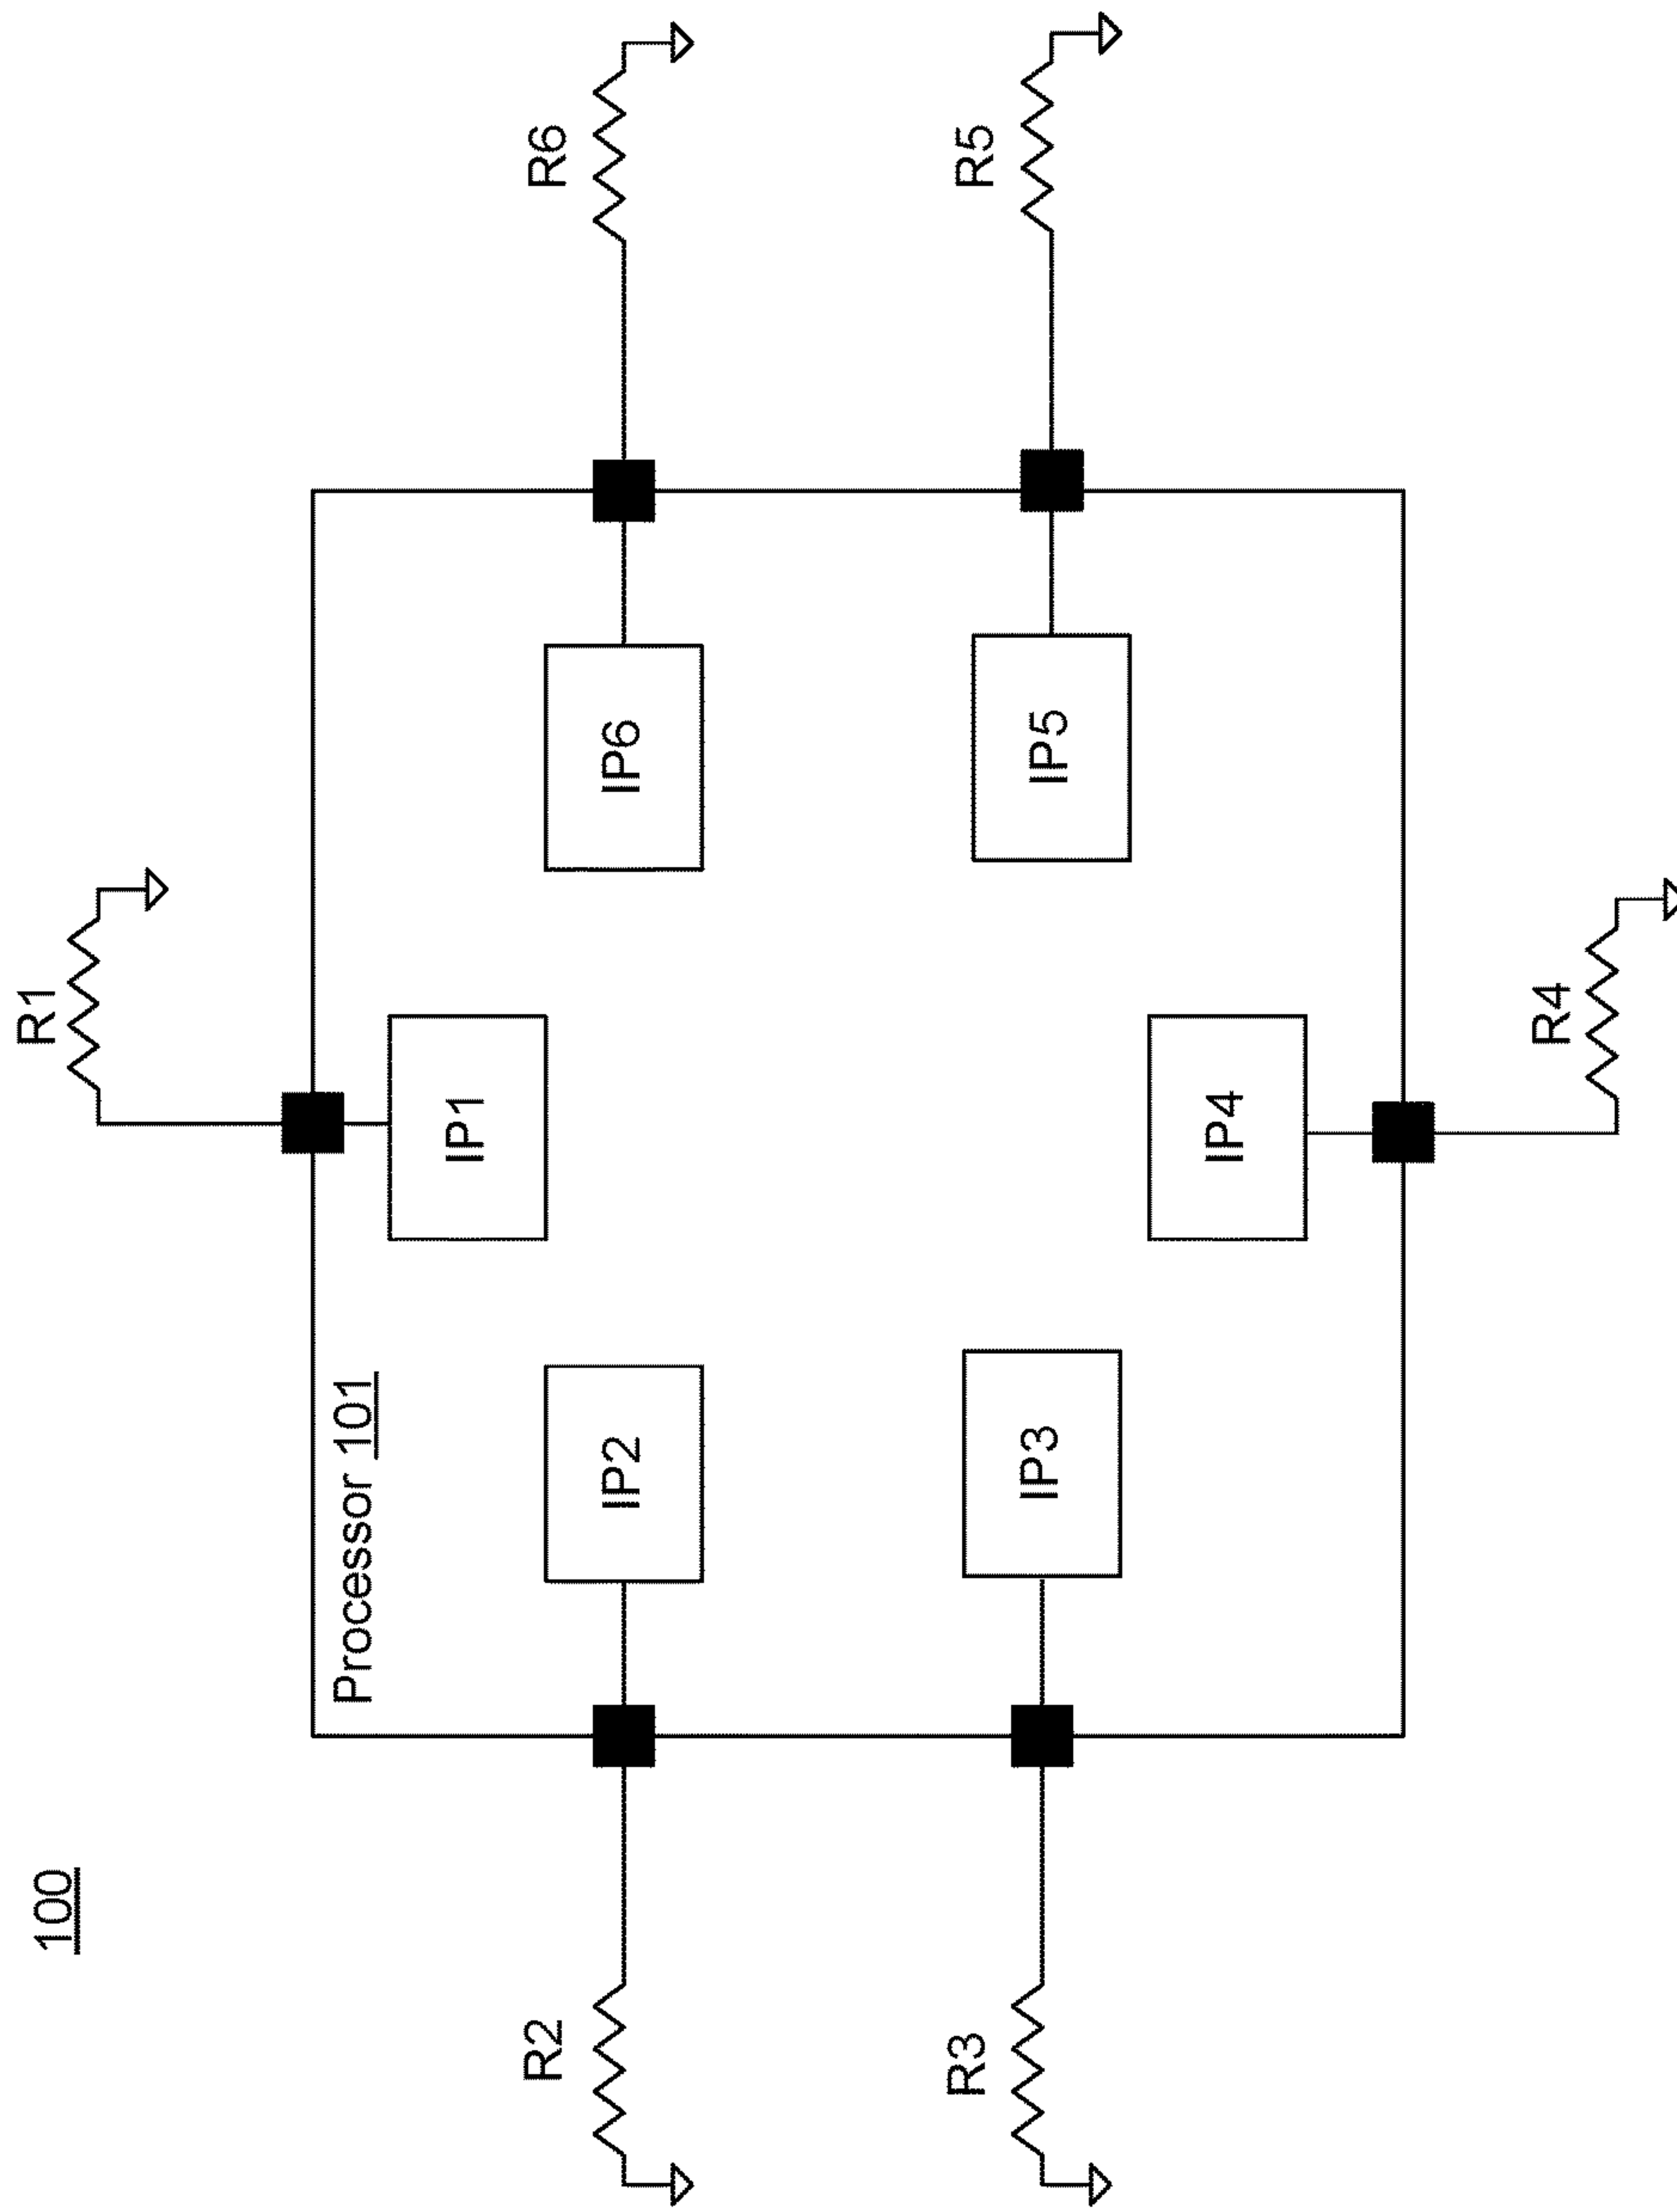 100
R1
Processor 101
R2
IP2
IP1
IP6
R6
R3
IP3
IP4
IP5
R5
R4